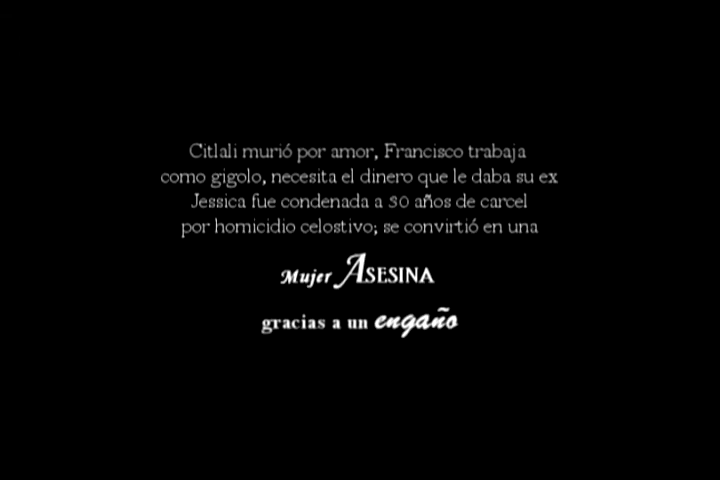 Citlali murió por amor, Francisco trabaja
como gigolo, necesita el dinero que le daba su ex
Jessica fue condenada a 30 años de carcel
por homicidio celostivo; se convirtió en una
Mujer ASESINA
gracias a un engaño